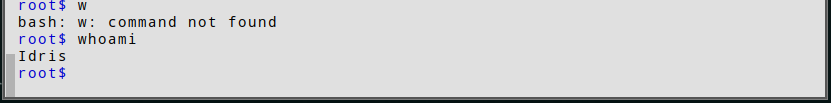 root$ w
bash: w: command not found
root$ whoami
Idris
root$